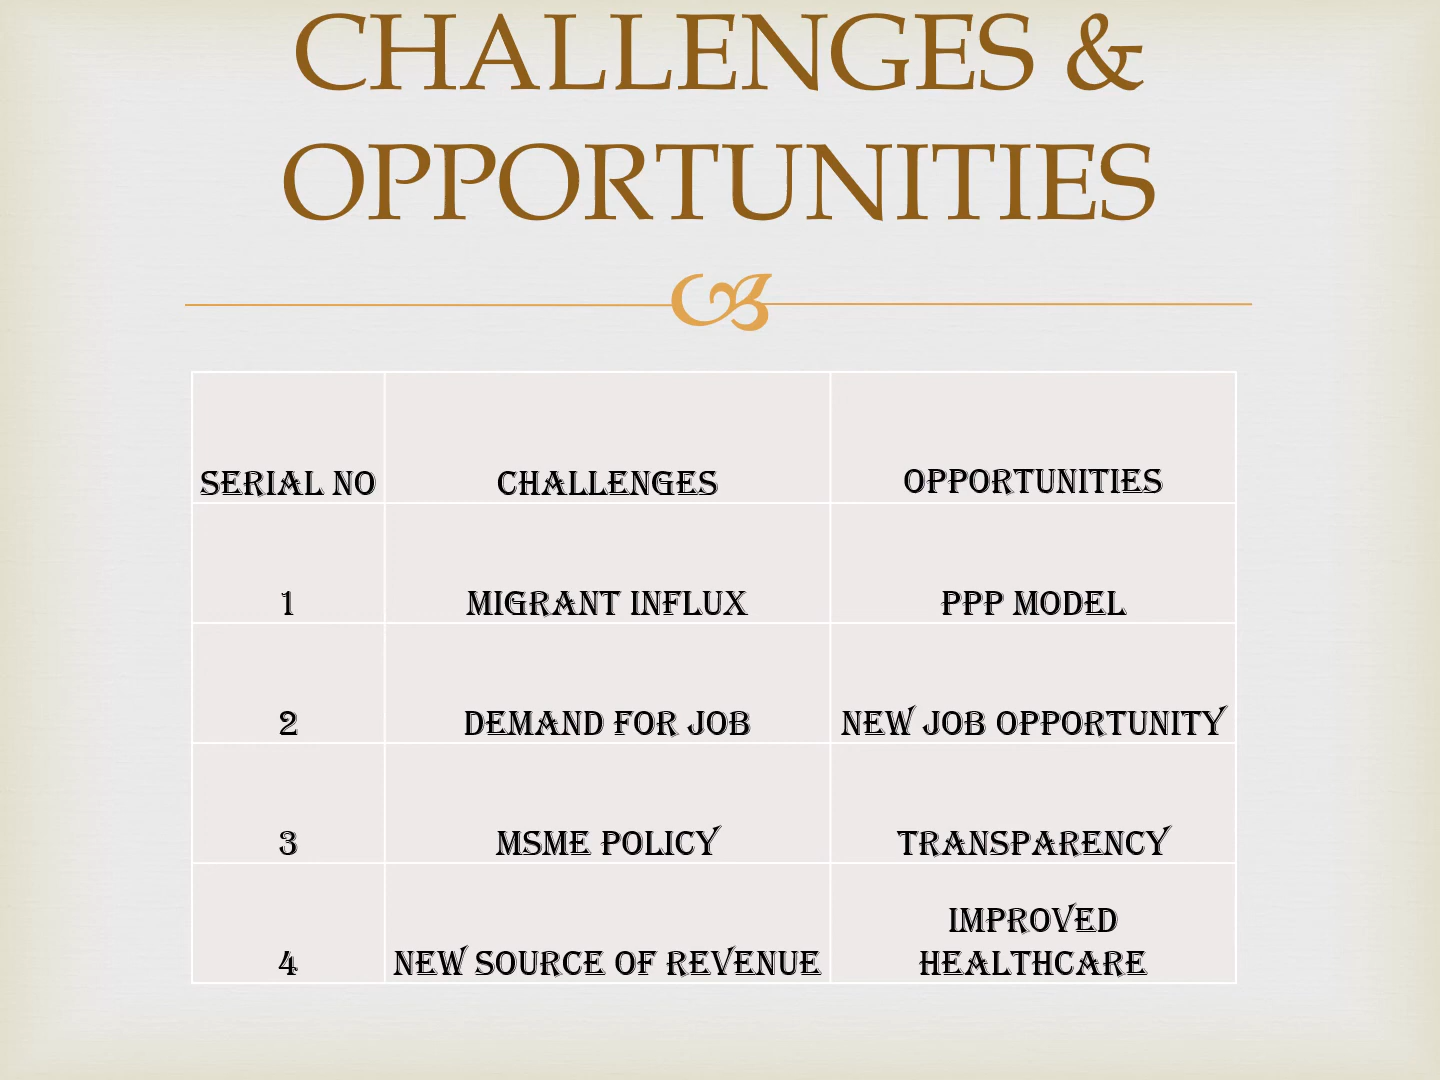 CHALLENGES &
OPPORTUNITIES
SERIAL NO CHALLENGES OPPORTUNITIES
1 MIGRANT INFLUX PPP MODEL
2 DEMAND FOR JOB NEW JOB OPPORTUNITY
3 MSME POLICY TRANSPARENCY
4 NEW SOURCE OF REVENUE IMPROVED
HEALTHCARE